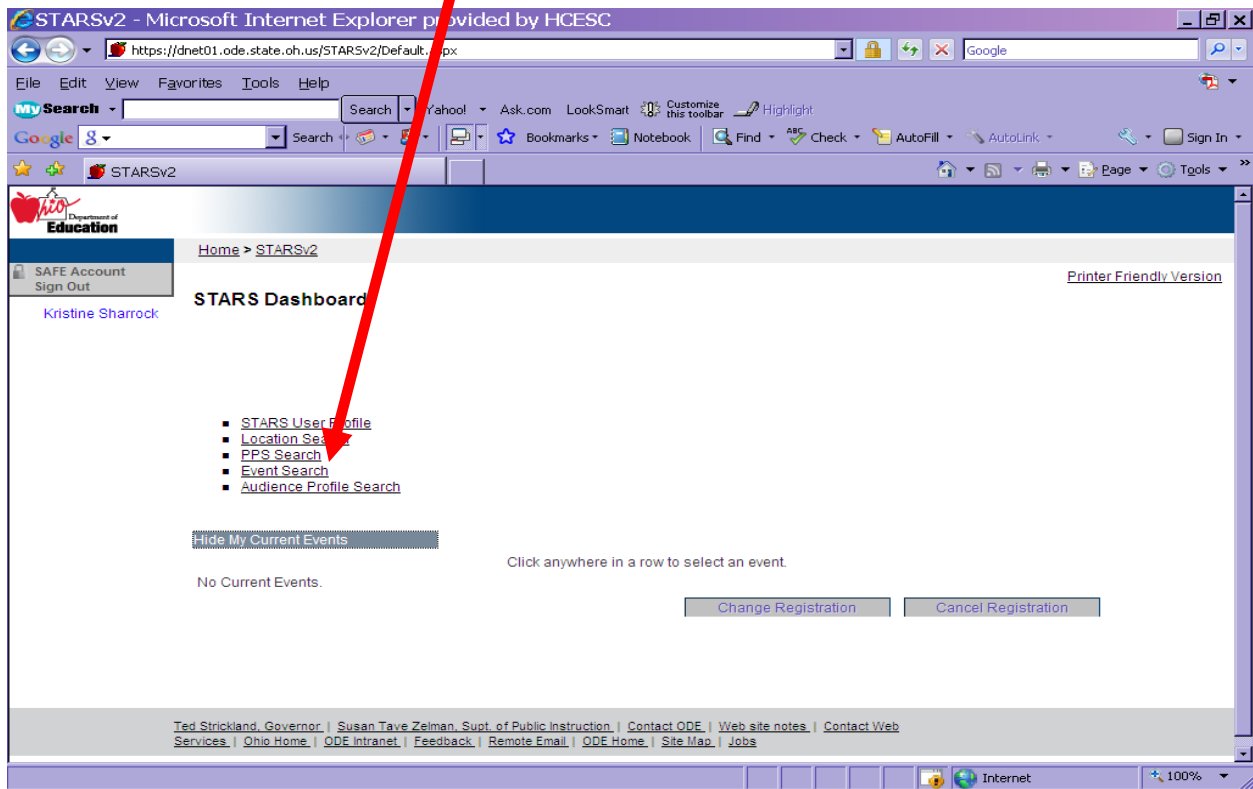 STARSv2 - Microsoft Internet Explorer provided by HCESC
https://dnet01.ode.state.oh.us/STARSv2/Default.aspx
Google
File Edit View Favorites Tools Help
My Search Search Yahoo! Ask.com LookSmart Customize this toolbar Highlight
Google Search Bookmarks Notebook Find Check AutoFill AutoLink Sign In
STARSv2 Page Tools
Ohio
Department of
Education
Home > STARSv2
SAFE Account
Sign Out
Printer Friendly Version
STARS Dashboard
Kristine Sharrock
STARS User Profile
Location Search
PPS Search
Event Search
Audience Profile Search
Hide My Current Events
Click anywhere in a row to select an event.
No Current Events.
Change Registration Cancel Registration
Ted Strickland, Governor | Susan Tave Zelman, Supt. of Public Instruction | Contact ODE | Web site notes | Contact Web
Services | Ohio Home | ODE Intranet | Feedback | Remote Email | ODE Home | Site Map | Jobs
Internet 100%